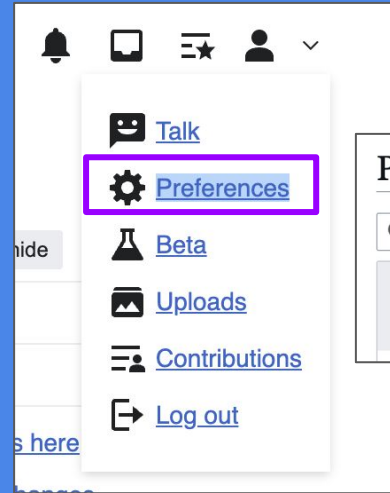 Talk
P
Preferences
hide
Beta
Uploads
Contributions
Log out
s here